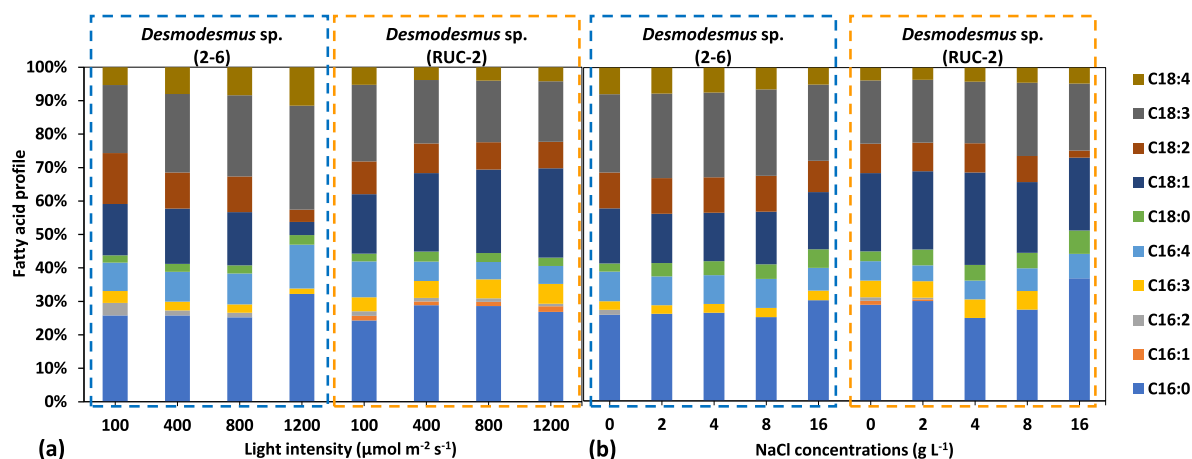 Desmodesmus sp.
(2-6)
Desmodesmus sp.
(RUC-2)
Desmodesmus sp.
(2-6)
Desmodesmus sp.
(RUC-2)
Fatty acid profile
100%
90%
80%
70%
60%
50%
40%
30%
20%
10%
0%
100 400 800 1200 100 400 800 1200
0 2 4 8 16 0 2 4 8 16
(a) Light intensity (µmol m⁻² s⁻¹)
(b) NaCl concentrations (g L⁻¹)
C18:4
C18:3
C18:2
C18:1
C18:0
C16:4
C16:3
C16:2
C16:1
C16:0